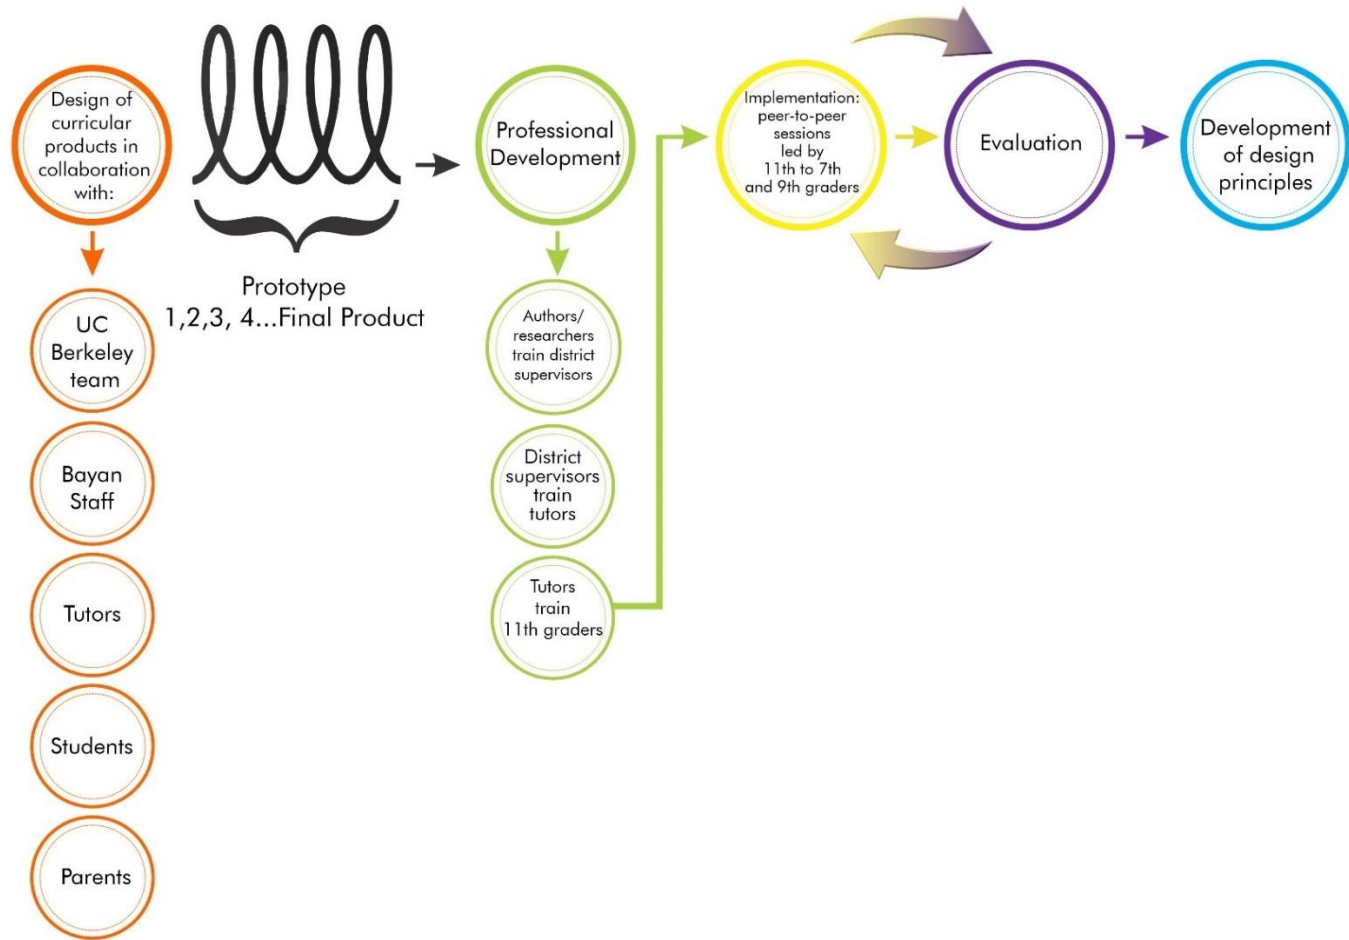 Design of
curricular
products in
collaboration
with:
UC
Berkeley
team
Bayan
Staff
Tutors
Students
Parents
Prototype
1,2,3, 4...Final Product
Professional
Development
Authors/
researchers
train district
supervisors
District
supervisors
train
tutors
Tutors
train
11th graders
Implementation:
peer-to-peer
sessions
led by
11th to 7th
and 9th graders
Evaluation
Development
of design
principles